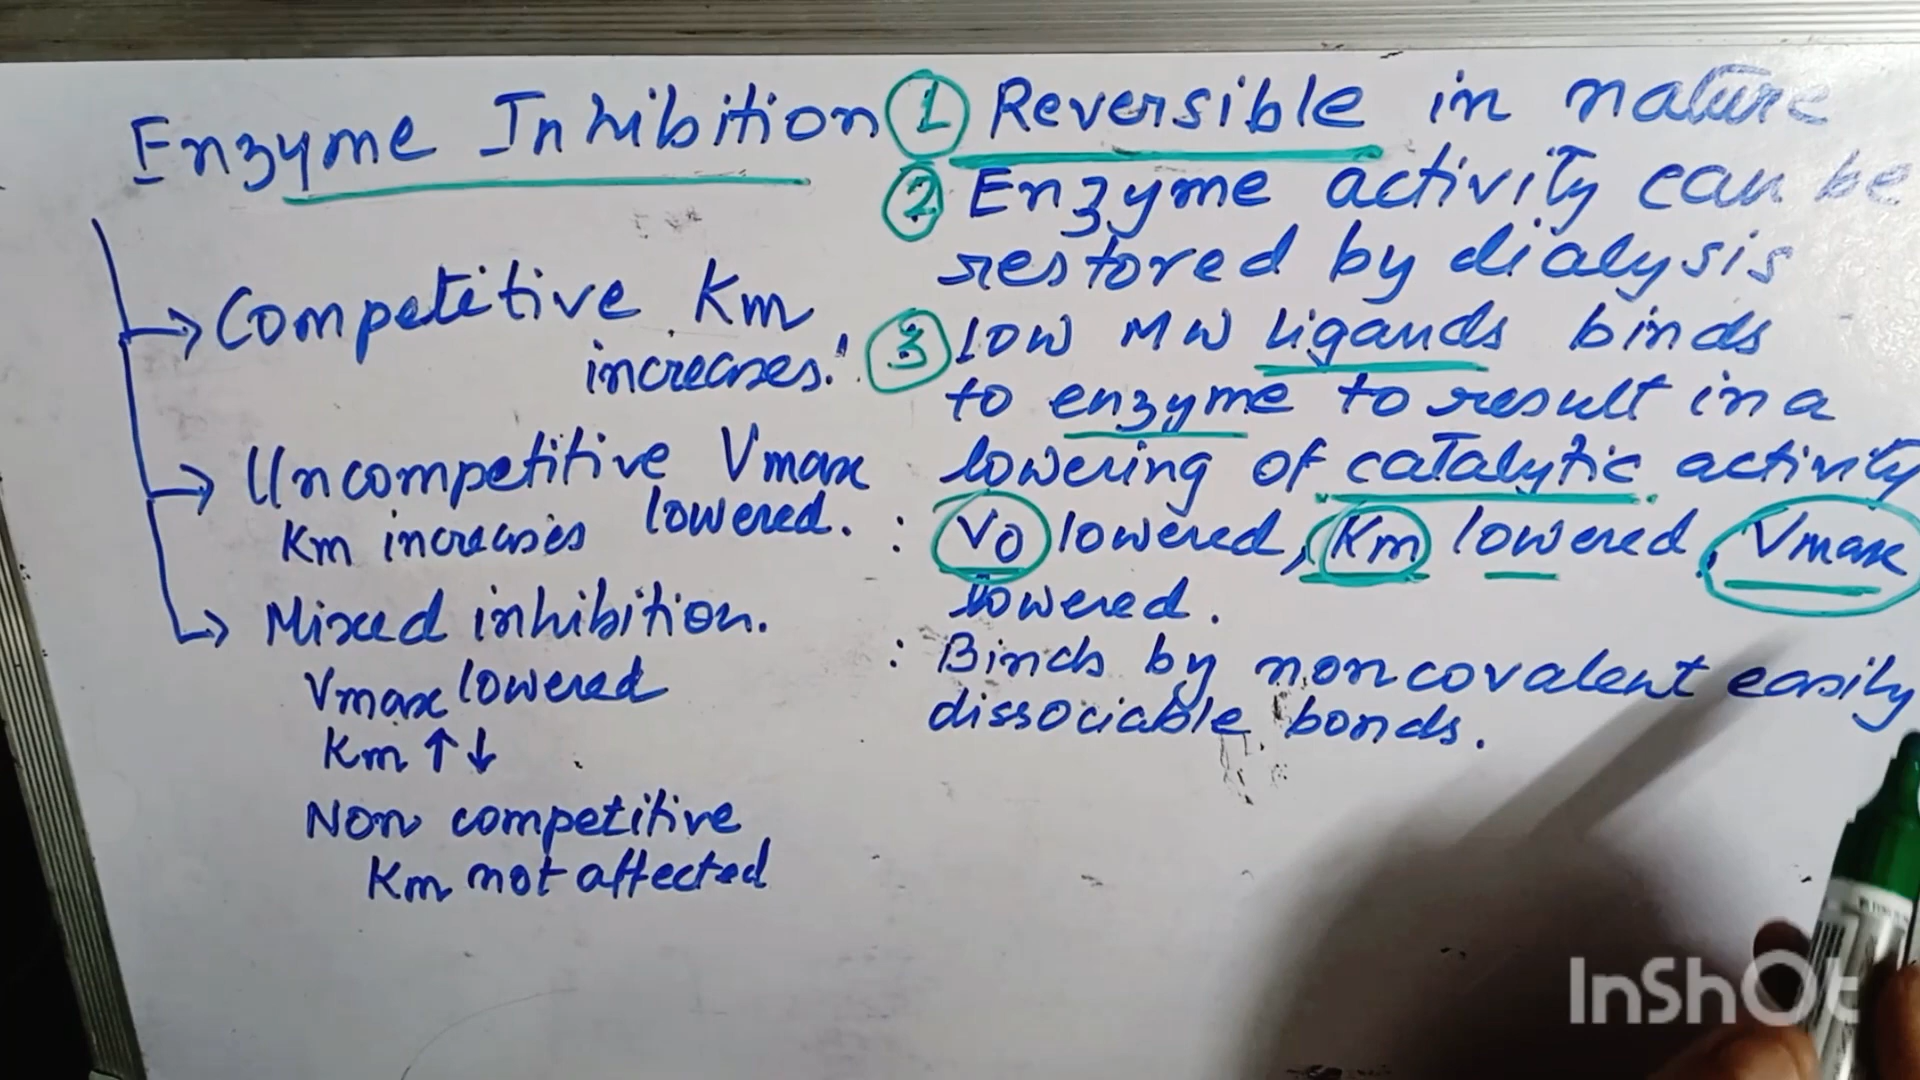 Enzyme Inhibition
→ Competitive Km
increases.
→ Uncompetitive Vmax
Km increases lowered.
→ Mixed inhibition.
Vmax lowered
Km ↑↓
Non competitive
Km not affected
① Reversible in nature
② Enzyme activity can be
restored by dialysis
③ low MW ligands binds
to enzyme to result in a
lowering of catalytic activity
: Vo lowered, Km lowered, Vmax
lowered.
: Binds by noncovalent easily
dissociable bonds.
InShOt